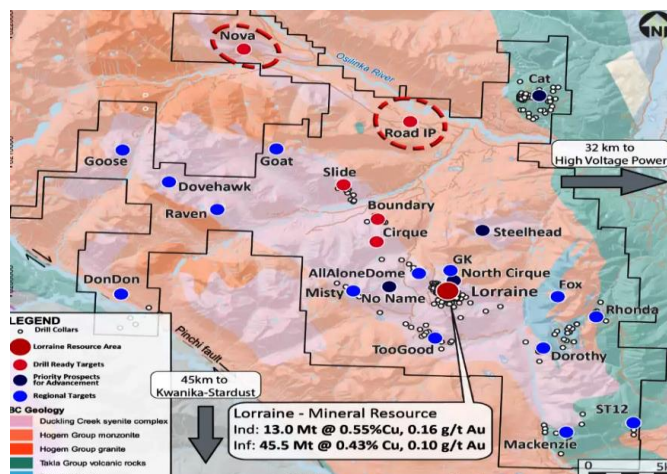 Nova
N
Osilinka River
Cat
Road IP
32 km to
High Voltage Power
Goose
Goat
Dovehawk
Slide
Raven
Boundary
Cirque
Steelhead
AllAloneDome
GK
North Cirque
DonDon
Misty
No Name
Lorraine
Fox
Rhonda
Pinchi fault
TooGood
Dorothy
LEGEND
Drill Collars
Lorraine Resource Area
Drill Ready Targets
Priority Prospects
for Advancement
Regional Targets
BC Geology
Duckling Creek syenite complex
Hogem Group monzonite
Hogem Group granite
Takla Group volcanic rocks
45km to
Kwanika-Stardust
Lorraine - Mineral Resource
Ind: 13.0 Mt @ 0.55%Cu, 0.16 g/t Au
Inf: 45.5 Mt @ 0.43%Cu, 0.10 g/t Au
ST12
Mackenzie
0
5